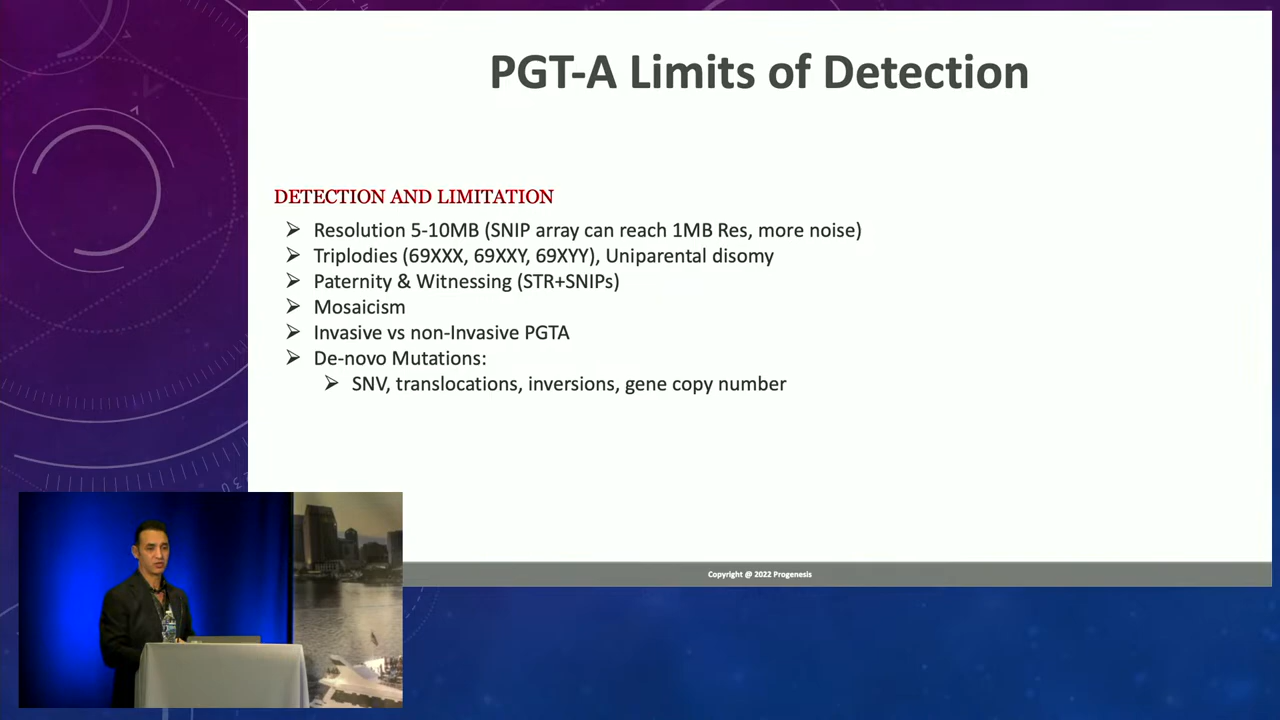 PGT-A Limits of Detection
DETECTION AND LIMITATION
➢ Resolution 5-10MB (SNIP array can reach 1MB Res, more noise)
➢ Triplodies (69XXX, 69XXY, 69XYY), Uniparental disomy
➢ Paternity & Witnessing (STR+SNIPs)
➢ Mosaicism
➢ Invasive vs non-Invasive PGTA
➢ De-novo Mutations:
➢ SNV, translocations, inversions, gene copy number
Copyright @ 2022 Progenesis